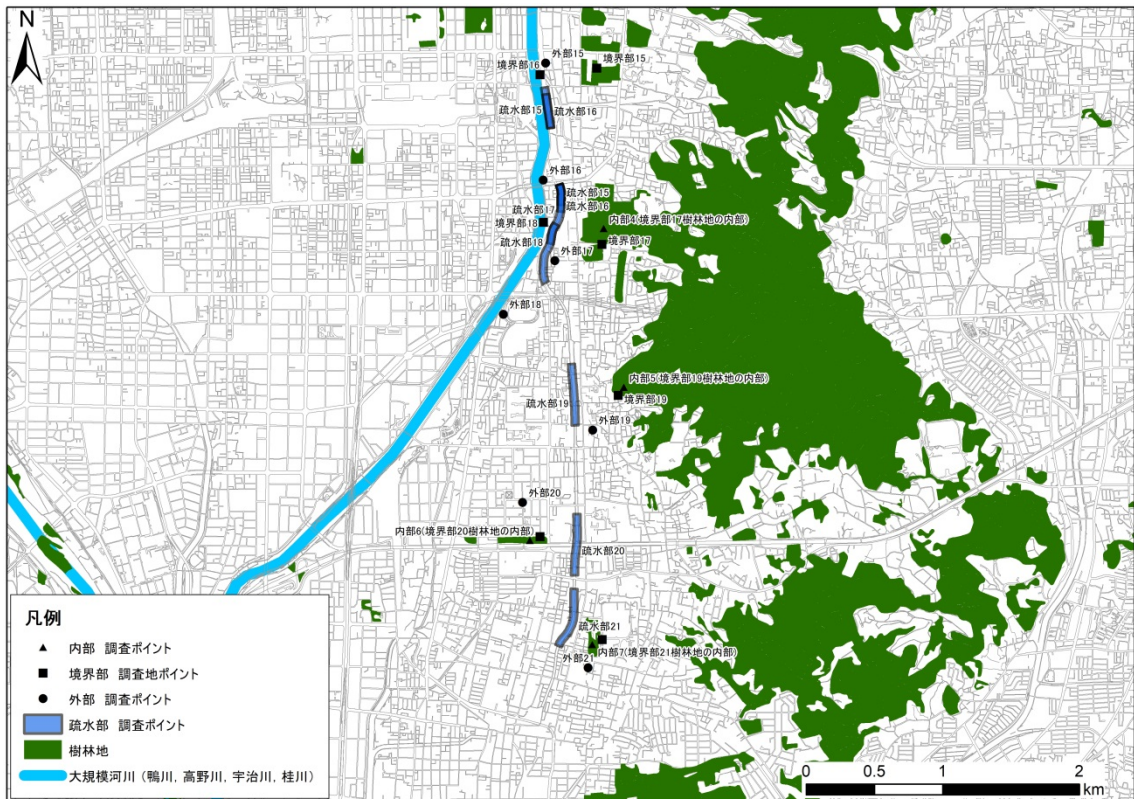 N
外部15
境界部15
境界部16
疏水部15
疏水部16
外部16
疏水部15
疏水部16
疏水部17
内部4(境界17樹林地の内部)
境界部18
境界部17
疏水部18
外部17
外部18
内部5(境界部19樹林地の内部)
境界部19
疏水部19
外部19
外部20
内部6(境界部20樹林地の内部)
疏水部20
疏水部21
内部7(境界部21樹林地の内部)
外部21
凡例
内部 調査ポイント
境界部 調査地ポイント
外部 調査ポイント
疏水部 調査ポイント
樹林地
大規模河川 (鴨川, 高野川, 宇治川, 桂川)
0 0.5 1 2
km